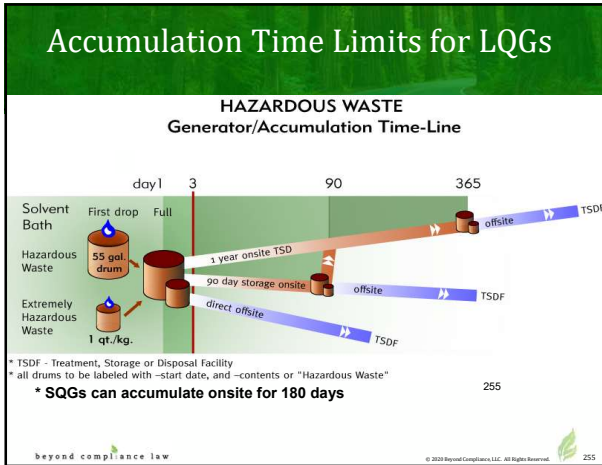 Accumulation Time Limits for LQGs
HAZARDOUS WASTE
Generator/Accumulation Time-Line
day1 3 90 365
Solvent Bath
First drop
Full
Hazardous Waste
55 gal. drum
Extremely Hazardous Waste
1 qt./kg.
1 year onsite TSD
offsite
TSDF
90 day storage onsite
offsite
TSDF
direct offsite
TSDF
* TSDF - Treatment, Storage or Disposal Facility
* all drums to be labeled with –start date, and –contents or "Hazardous Waste"
* SQGs can accumulate onsite for 180 days
255
beyond compliance law
© 2020 Beyond Compliance, LLC. All Rights Reserved.
255